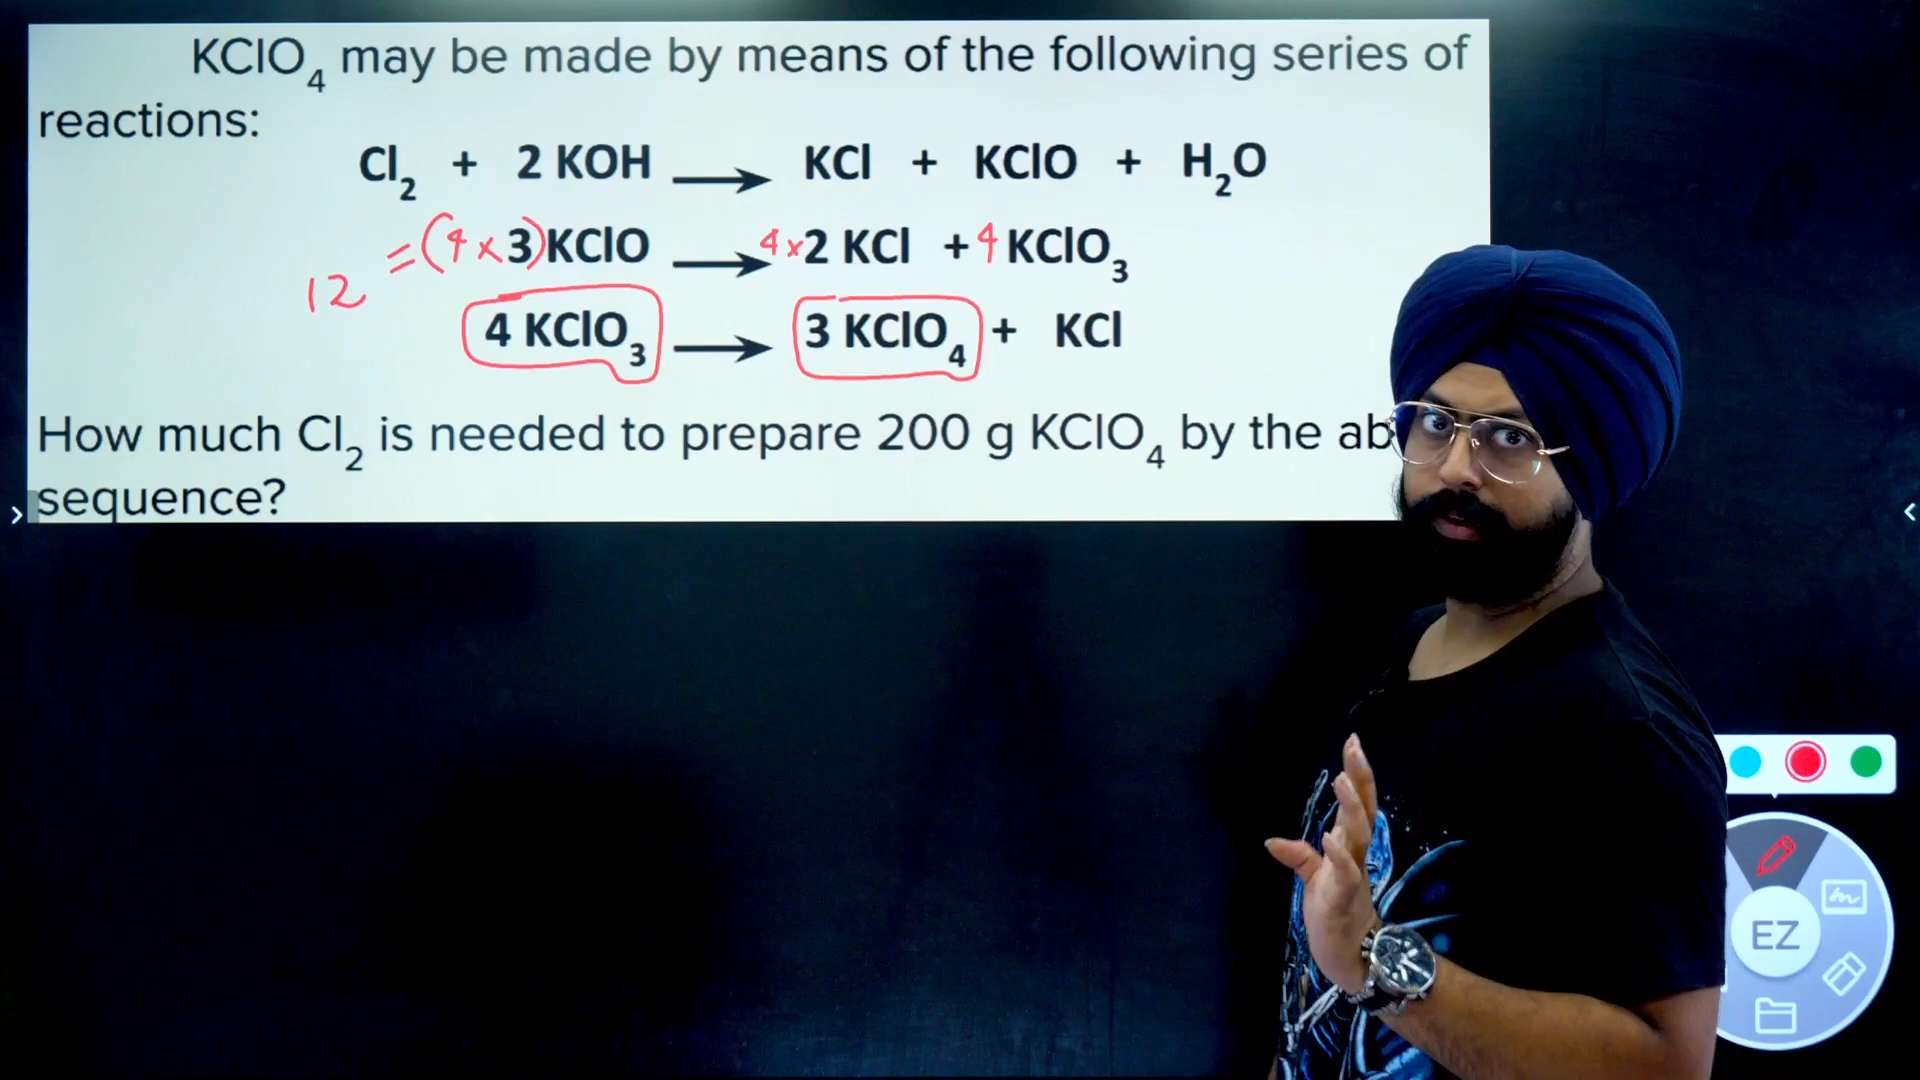 KClO₄ may be made by means of the following series of
reactions:
Cl₂ + 2 KOH → KCl + KClO + H₂O
12 = (4 × 3) KClO → 4 × 2 KCl + 4 KClO₃
4 KClO₃ → 3 KClO₄ + KCl
How much Cl₂ is needed to prepare 200 g KClO₄ by the ab
sequence?
EZ